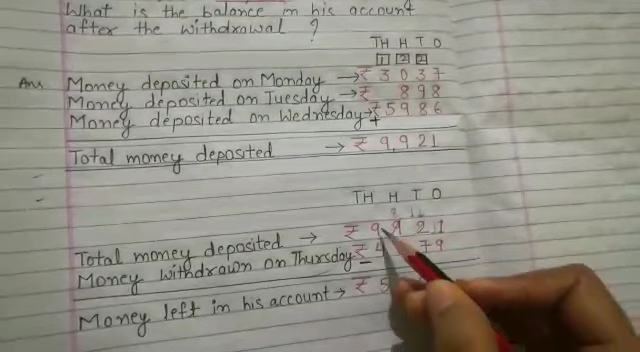 What is the balance in his account
after the withdrawal ?
TH H T O
1 2 2
Ans Money deposited on Monday → ₹ 3 0 3 7
Money deposited on Tuesday → ₹ 8 9 8
Money deposited on Wednesday → ₹ 5 9 8 6
+
Total money deposited → ₹ 9,921
TH H T O
Total money deposited → ₹ 9 9 2 1
Money withdrawn on Thursday ₹ 4 7 9
−
Money left in his account → ₹ 5